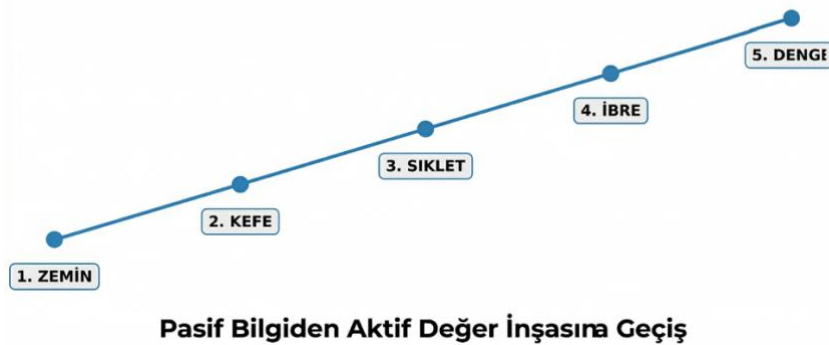 5. DENGE
4. İBRE
3. SIKLET
2. KEFE
1. ZEMİN
Pasif Bilgiden Aktif Değer İnşasına Geçiş